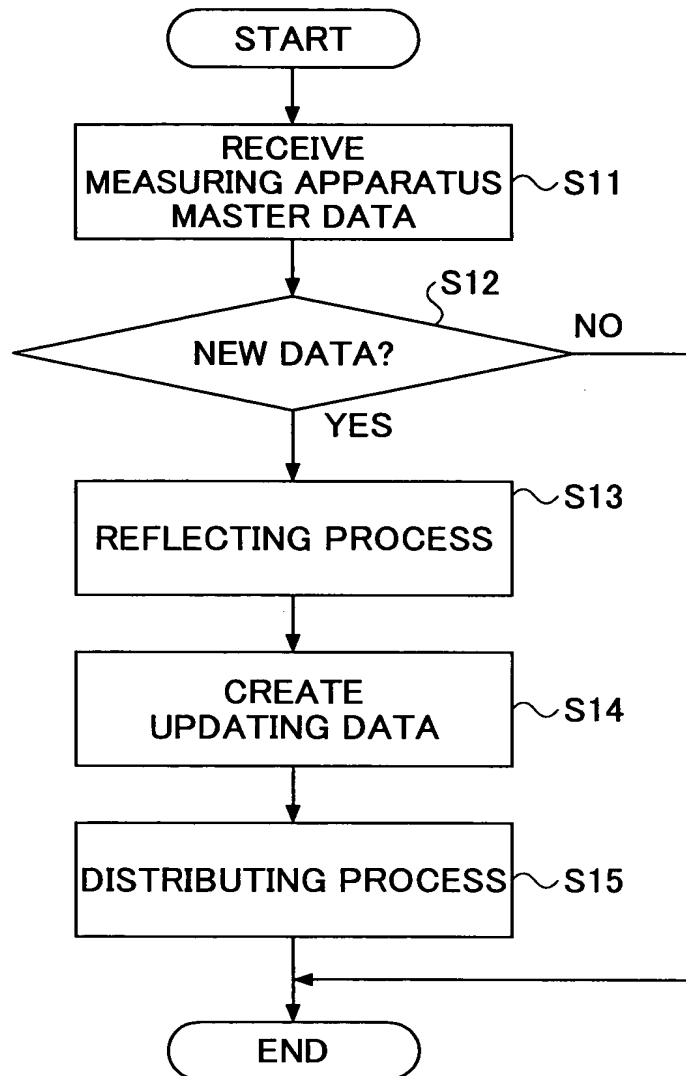 START
RECEIVE
MEASURING APPARATUS
MASTER DATA
S11
S12
NEW DATA?
NO
YES
S13
REFLECTING PROCESS
CREATE
UPDATING DATA
S14
DISTRIBUTING PROCESS
S15
END